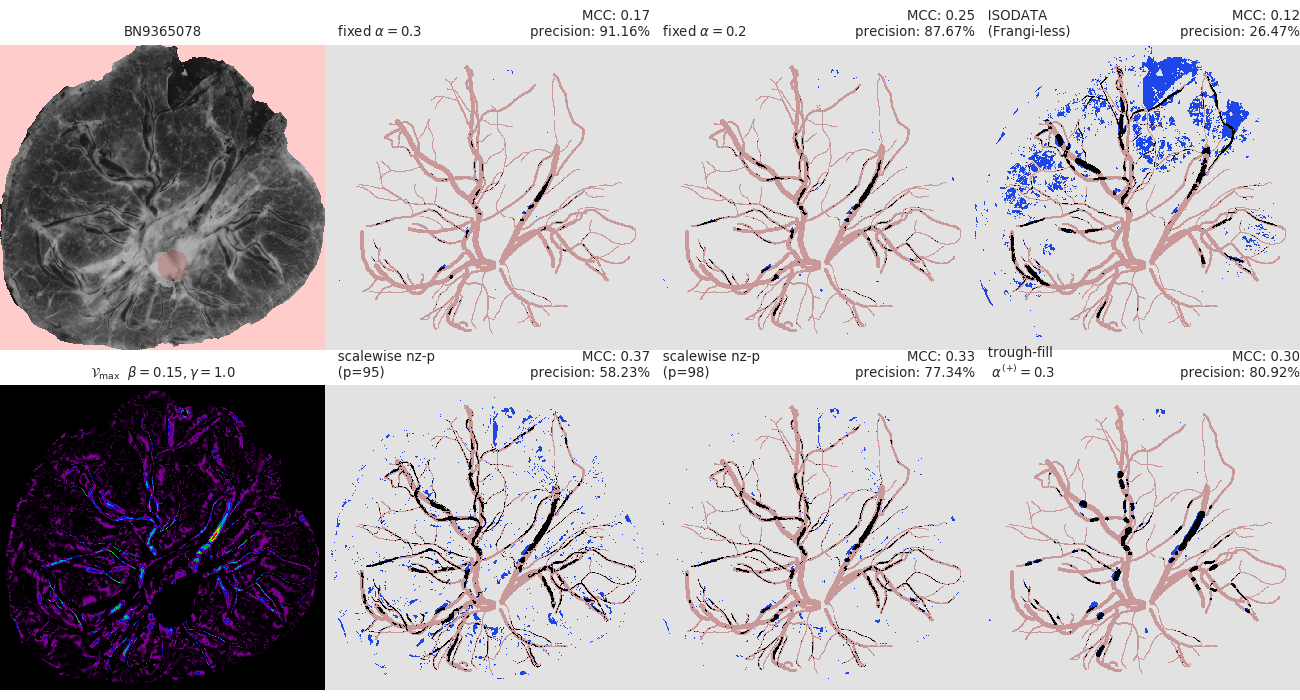 BN9365078
fixed α = 0.3
MCC: 0.17
precision: 91.16%
fixed α = 0.2
MCC: 0.25
precision: 87.67%
ISODATA
(Frangi-less)
MCC: 0.12
precision: 26.47%
𝒱max β = 0.15, γ = 1.0
scalewise nz-p
(p=95)
MCC: 0.37
precision: 58.23%
scalewise nz-p
(p=98)
MCC: 0.33
precision: 77.34%
trough-fill
α(+) = 0.3
MCC: 0.30
precision: 80.92%